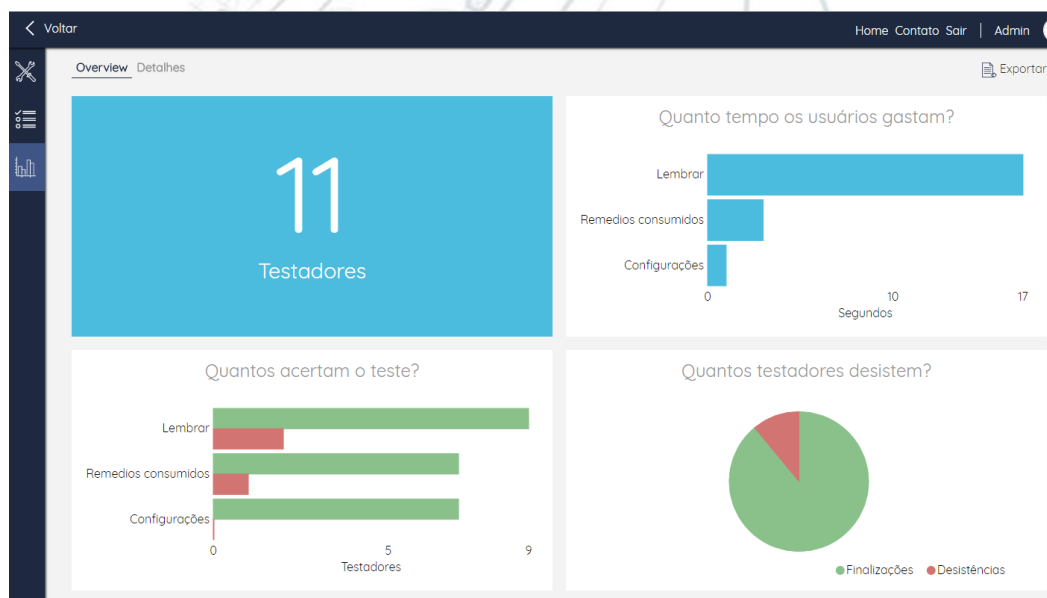 Voltar
Home Contato Sair | Admin
Overview Detalhes
Exportar
11
Testadores
Quanto tempo os usuários gastam?
Lembrar
Remedios consumidos
Configurações
0 10 17
Segundos
Quantos acertam o teste?
Lembrar
Remedios consumidos
Configurações
0 5 9
Testadores
Quantos testadores desistem?
Finalizações Desistências